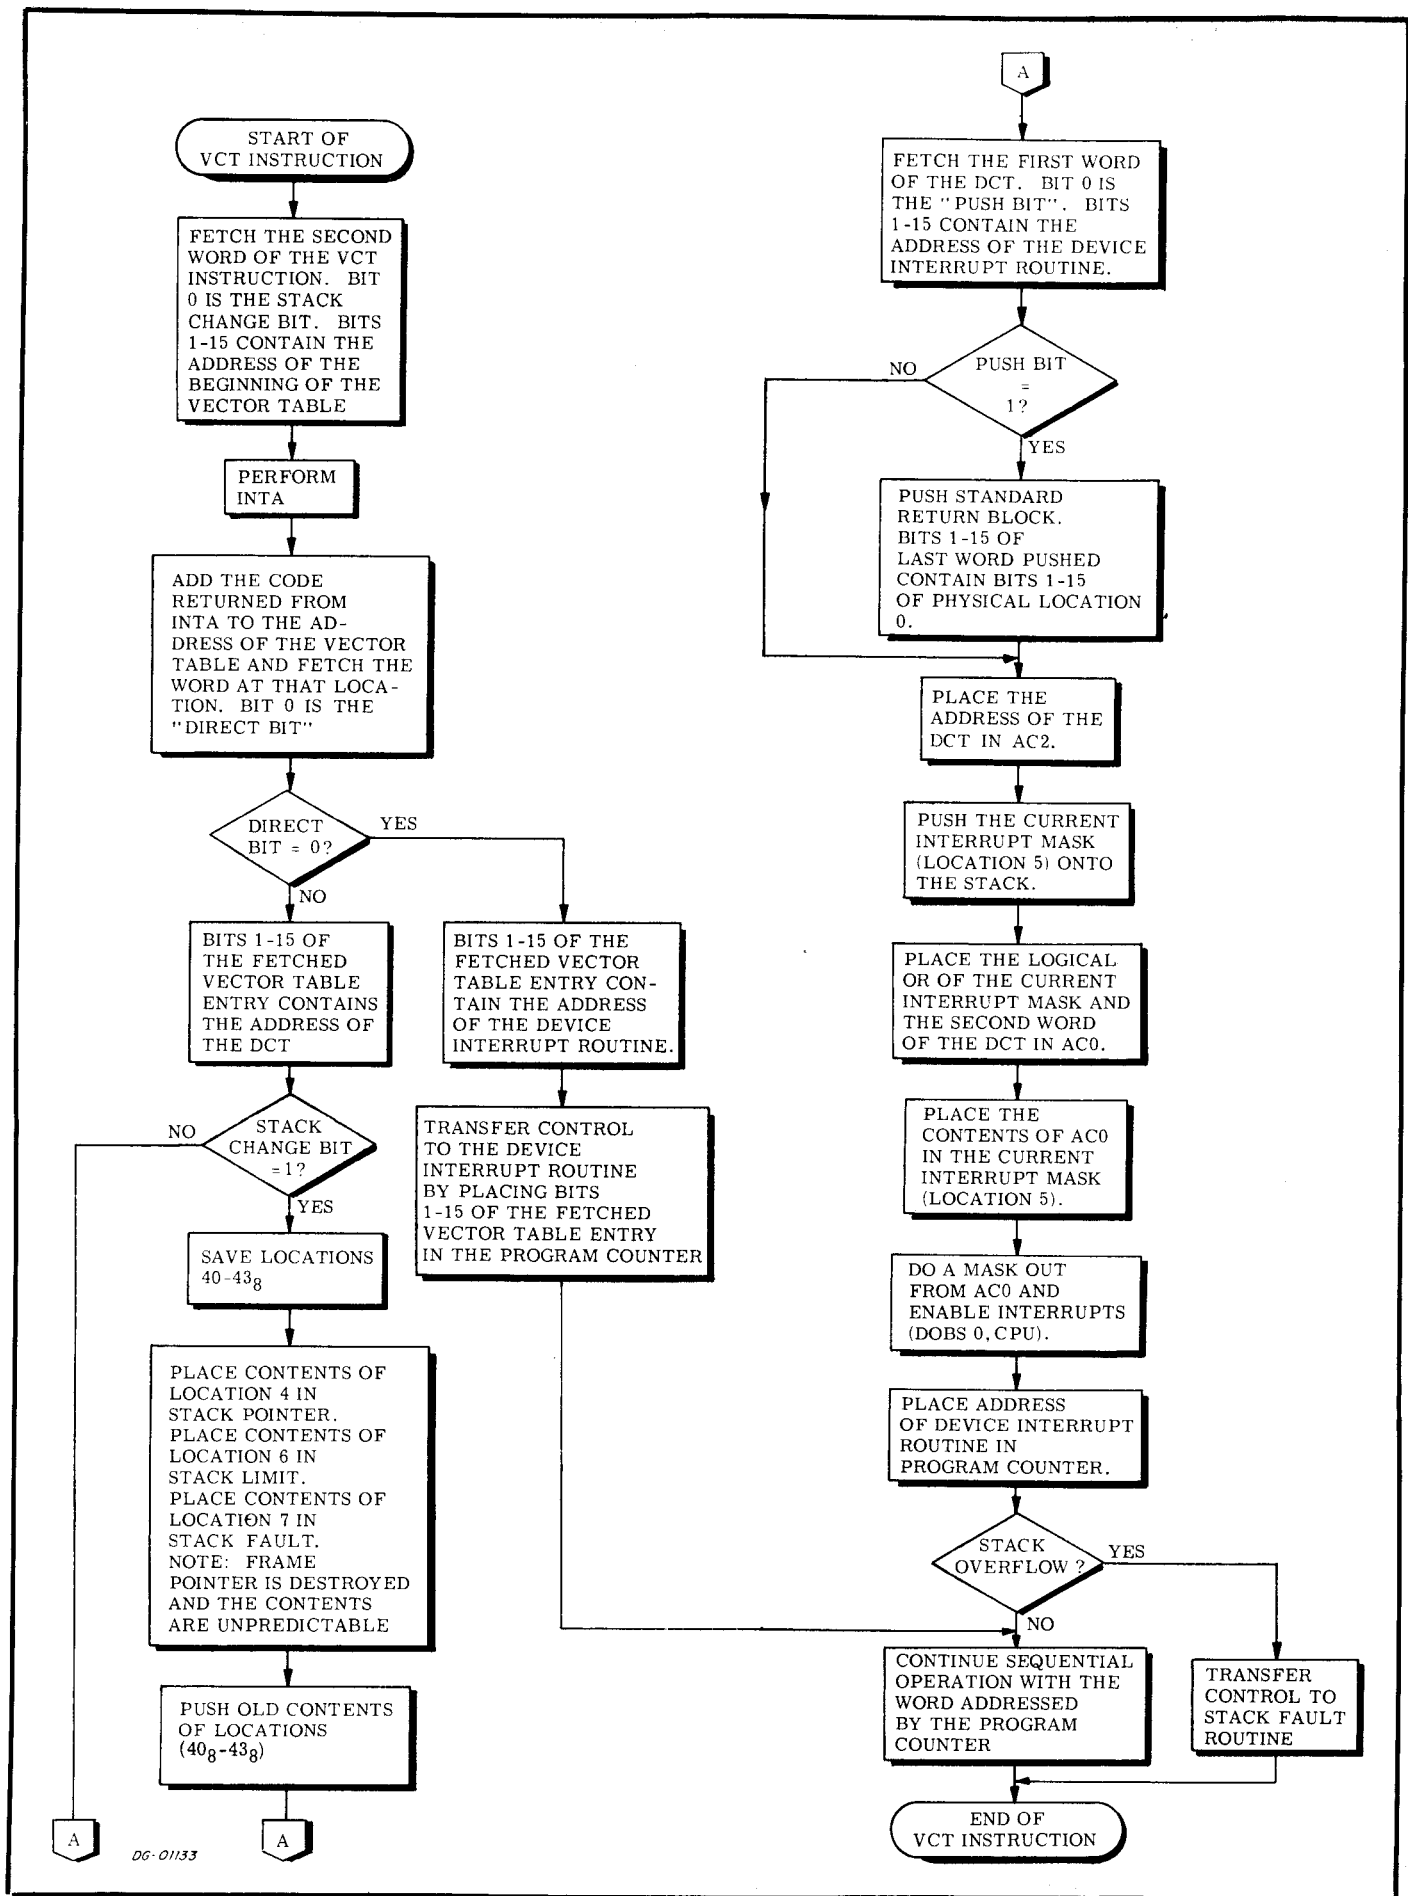 START OF
VCT INSTRUCTION
FETCH THE SECOND
WORD OF THE VCT
INSTRUCTION. BIT
0 IS THE STACK
CHANGE BIT. BITS
1-15 CONTAIN THE
ADDRESS OF THE
BEGINNING OF THE
VECTOR TABLE
PERFORM
INTA
ADD THE CODE
RETURNED FROM
INTA TO THE AD-
DRESS OF THE VECTOR
TABLE AND FETCH THE
WORD AT THAT LOCA-
TION. BIT 0 IS THE
"DIRECT BIT"
DIRECT
BIT = 0?
YES
NO
BITS 1-15 OF
THE FETCHED
VECTOR TABLE
ENTRY CONTAINS
THE ADDRESS OF
THE DCT
BITS 1-15 OF THE
FETCHED VECTOR
TABLE ENTRY CON-
TAIN THE ADDRESS
OF THE DEVICE
INTERRUPT ROUTINE.
STACK
CHANGE BIT
=1?
NO
YES
TRANSFER CONTROL
TO THE DEVICE
INTERRUPT ROUTINE
BY PLACING BITS
1-15 OF THE FETCHED
VECTOR TABLE ENTRY
IN THE PROGRAM COUNTER
SAVE LOCATIONS
40-43₈
PLACE CONTENTS OF
LOCATION 4 IN
STACK POINTER.
PLACE CONTENTS OF
LOCATION 6 IN
STACK LIMIT.
PLACE CONTENTS OF
LOCATION 7 IN
STACK FAULT.
NOTE: FRAME
POINTER IS DESTROYED
AND THE CONTENTS
ARE UNPREDICTABLE
PUSH OLD CONTENTS
OF LOCATIONS
(40₈-43₈)
A
A
DG-01133
A
FETCH THE FIRST WORD
OF THE DCT. BIT 0 IS
THE "PUSH BIT". BITS
1-15 CONTAIN THE
ADDRESS OF THE DEVICE
INTERRUPT ROUTINE.
PUSH BIT
=
1?
NO
YES
PUSH STANDARD
RETURN BLOCK.
BITS 1-15 OF
LAST WORD PUSHED
CONTAIN BITS 1-15
OF PHYSICAL LOCATION
0.
PLACE THE
ADDRESS OF THE
DCT IN AC2.
PUSH THE CURRENT
INTERRUPT MASK
(LOCATION 5) ONTO
THE STACK.
PLACE THE LOGICAL
OR OF THE CURRENT
INTERRUPT MASK AND
THE SECOND WORD
OF THE DCT IN AC0.
PLACE THE
CONTENTS OF AC0
IN THE CURRENT
INTERRUPT MASK
(LOCATION 5).
DO A MASK OUT
FROM AC0 AND
ENABLE INTERRUPTS
(DOBS 0, CPU).
PLACE ADDRESS
OF DEVICE INTERRUPT
ROUTINE IN
PROGRAM COUNTER.
STACK
OVERFLOW ?
YES
NO
CONTINUE SEQUENTIAL
OPERATION WITH THE
WORD ADDRESSED
BY THE PROGRAM
COUNTER
TRANSFER
CONTROL TO
STACK FAULT
ROUTINE
END OF
VCT INSTRUCTION